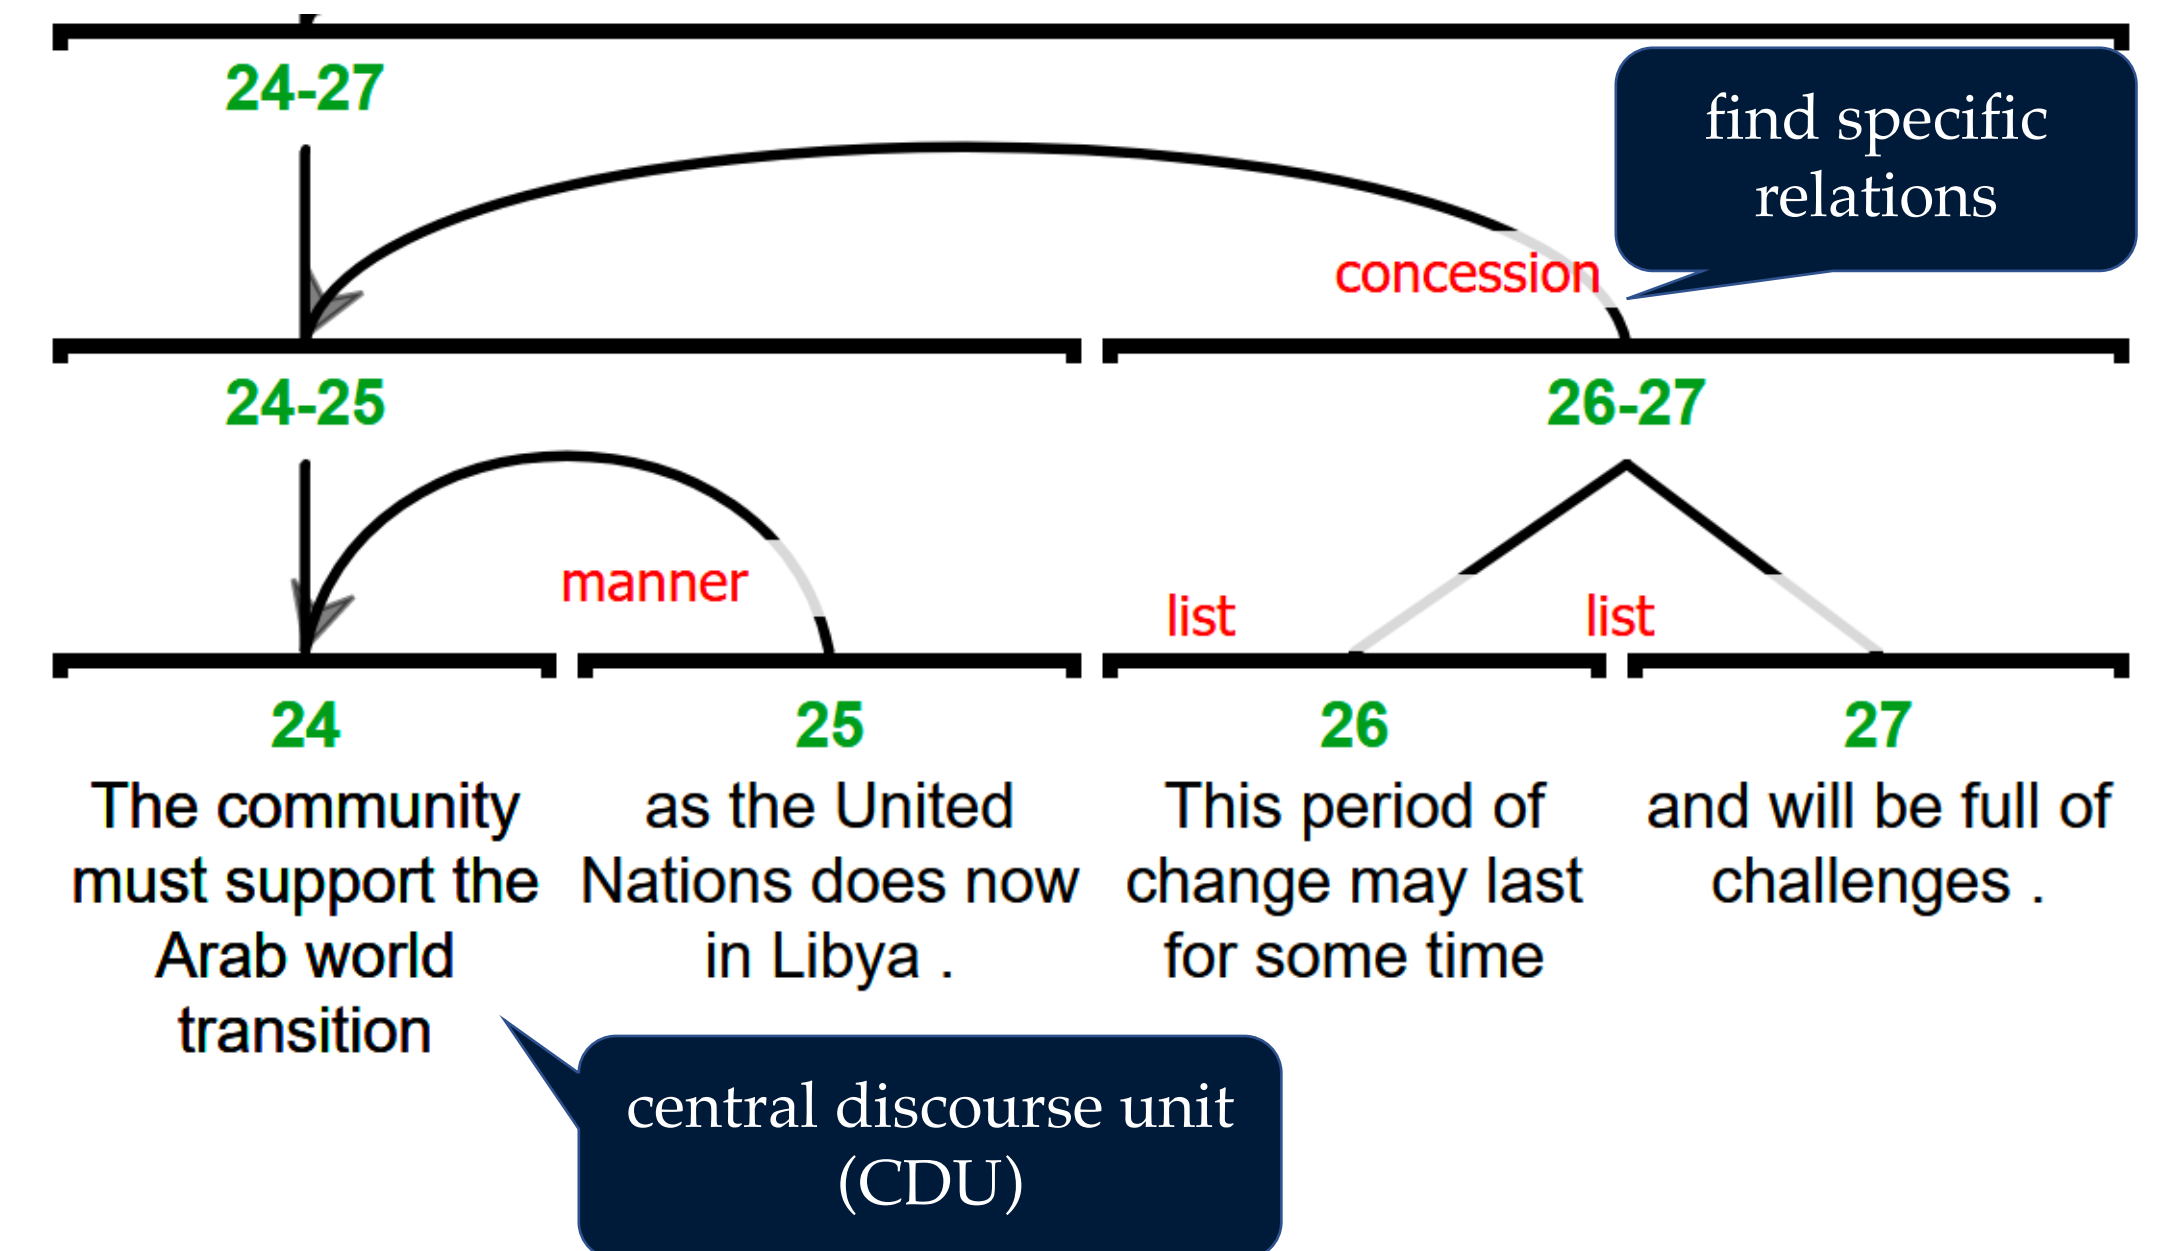 24-27
find specific
relations
concession
24-25
26-27
manner
list
list
24
25
26
27
The community
must support the
Arab world
transition
as the United
Nations does now
in Libya .
This period of
change may last
for some time
and will be full of
challenges .
central discourse unit
(CDU)